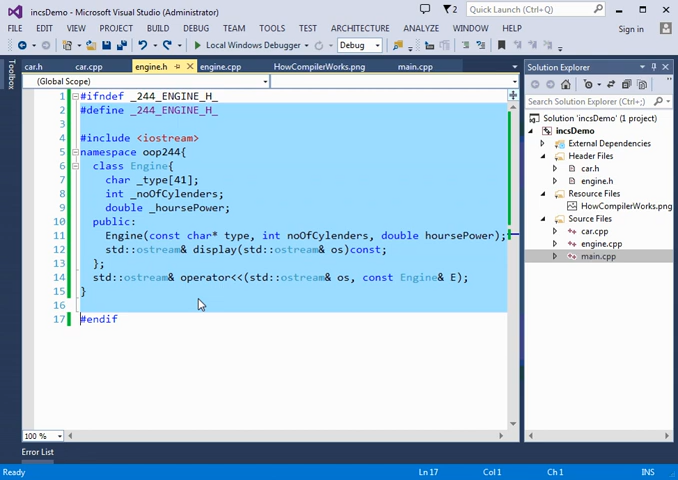 incsDemo - Microsoft Visual Studio (Administrator)
2
Quick Launch (Ctrl+Q)
FILE EDIT VIEW PROJECT BUILD DEBUG TEAM TOOLS TEST ARCHITECTURE ANALYZE WINDOW HELP Sign in
Local Windows Debugger Debug
Toolbox
car.h car.cpp engine.h engine.cpp HowCompilerWorks.png main.cpp
(Global Scope)
1 #ifndef _244_ENGINE_H_
2 #define _244_ENGINE_H_
3
4 #include <iostream>
5 namespace oop244{
6 class Engine{
7 char _type[41];
8 int _noOfCylenders;
9 double _hoursePower;
10 public:
11 Engine(const char* type, int noOfCylenders, double hoursePower);
12 std::ostream& display(std::ostream& os)const;
13 };
14 std::ostream& operator<<(std::ostream& os, const Engine& E);
15 }
16
17 #endif
100 %
Solution Explorer
Search Solution Explorer (Ctrl+;)
Solution 'incsDemo' (1 project)
incsDemo
External Dependencies
Header Files
car.h
engine.h
Resource Files
HowCompilerWorks.png
Source Files
car.cpp
engine.cpp
main.cpp
Error List
Ready Ln 17 Col 1 Ch 1 INS